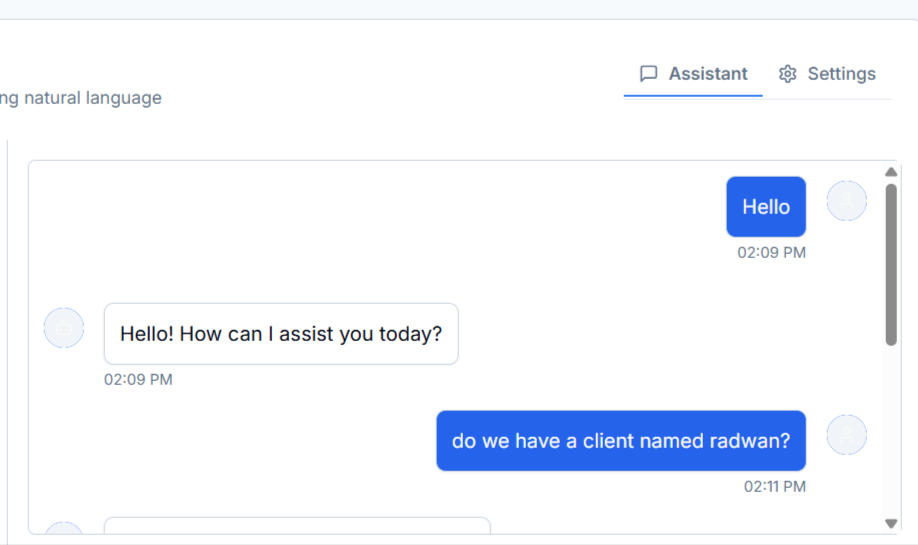 Assistant
Settings
ng natural language
Hello
02:09 PM
Hello! How can I assist you today?
02:09 PM
do we have a client named radwan?
02:11 PM